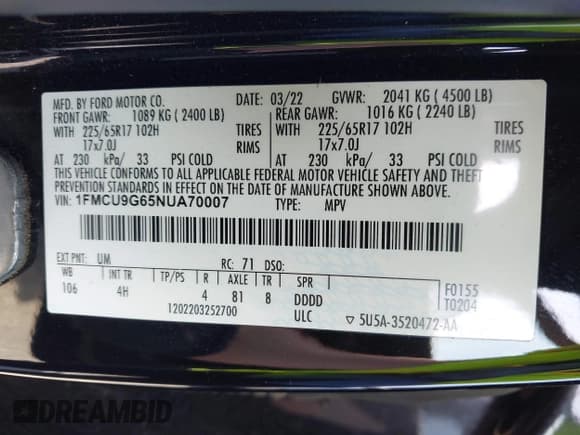 MFD. BY FORD MOTOR CO.
DATE: 03/22 GVWR: 2041 KG ( 4500 LB)
FRONT GAWR: 1089 KG ( 2400 LB)
REAR GAWR: 1016 KG ( 2240 LB)
WITH 225/65R17 102H TIRES
WITH 225/65R17 102H TIRES
17x7.0J RIMS
17x7.0J RIMS
AT 230 kPa/ 33 PSI COLD
AT 230 kPa/ 33 PSI COLD
THIS VEHICLE CONFORMS TO ALL APPLICABLE FEDERAL MOTOR VEHICLE SAFETY AND THEFT
PREVENTION STANDARDS IN EFFECT ON THE DATE OF MANUFACTURE SHOWN ABOVE.
VIN: 1FMCU9G65NUA70007 TYPE: MPV
EXT PNT: UM RC: 71 DSO:
WB INT TR TP/PS R AXLE TR SPR
106 4H 4 81 8 DDDD
1202203252700 ULC
F0155
T0204
▽ 5U5A-3520472-AA
DREAMBID